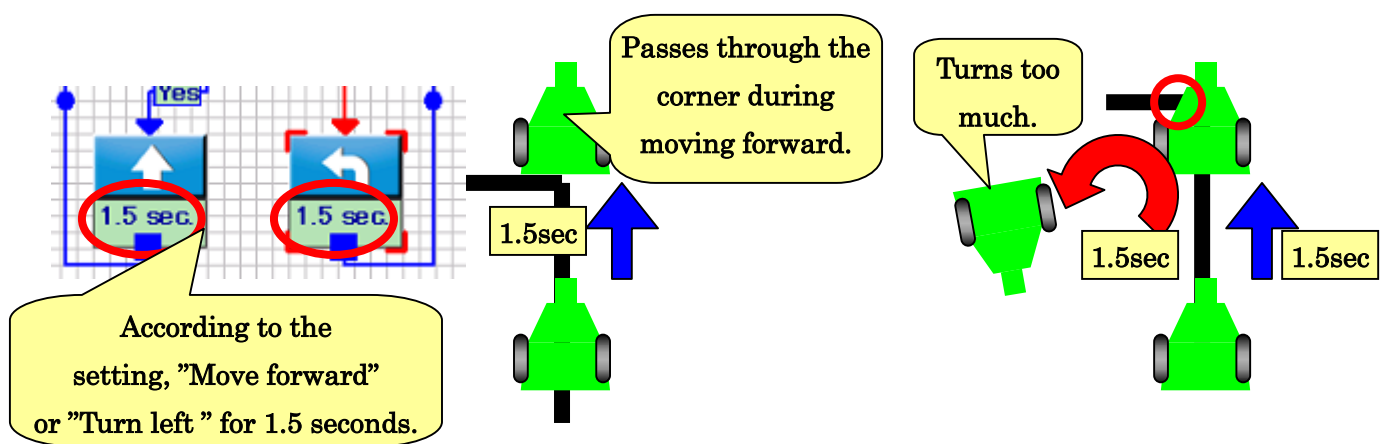 Yes
1.5 sec.
1.5 sec.
According to the
setting, ”Move forward”
or ”Turn left ” for 1.5 seconds.
Passes through the
corner during
moving forward.
1.5sec
Turns too
much.
1.5sec
1.5sec